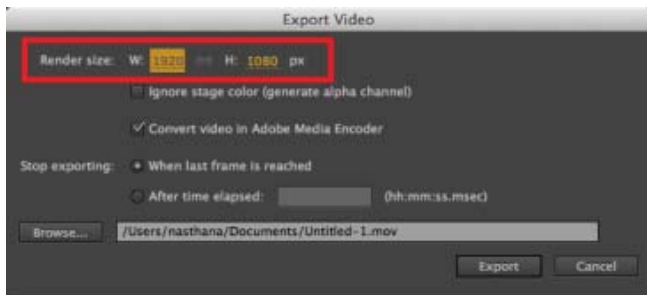 Export Video
Render size: W: 1920 H: 1080 px
Ignore stage color (generate alpha channel)
Convert video in Adobe Media Encoder
Stop exporting: When last frame is reached
After time elapsed: (hh:mm:ss.msec)
Browse... /Users/nasthana/Documents/Untitled-1.mov
Export Cancel